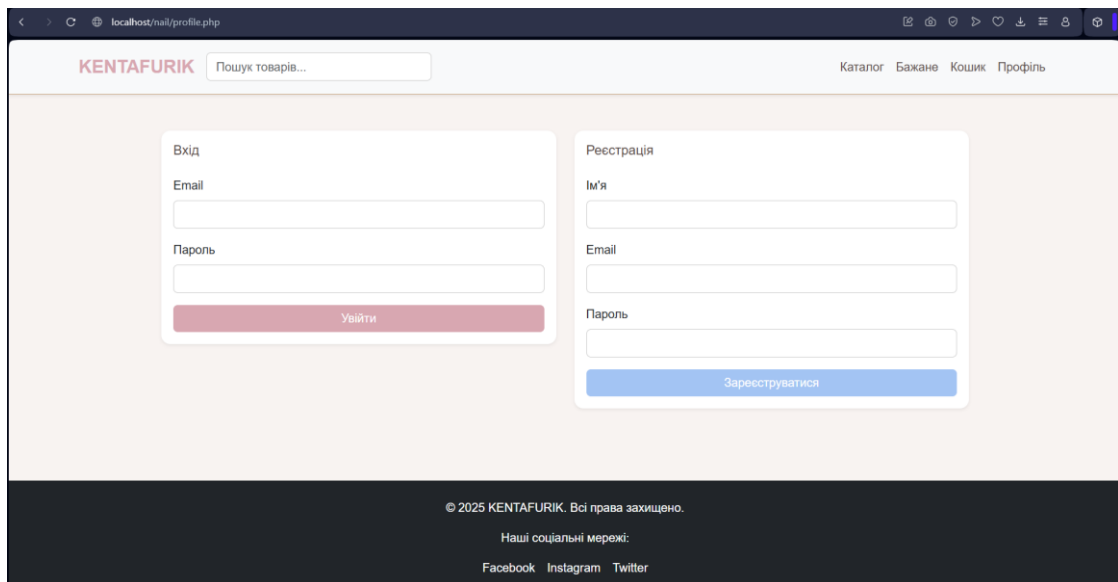 localhost/nail/profile.php
KENTAFURIK
Пошук товарів...
Каталог Бажане Кошик Профіль
Вхід
Email
Пароль
Увійти
Реєстрація
Ім'я
Email
Пароль
Зареєструватися
© 2025 KENTAFURIK. Всі права захищено.
Наші соціальні мережі:
Facebook Instagram Twitter